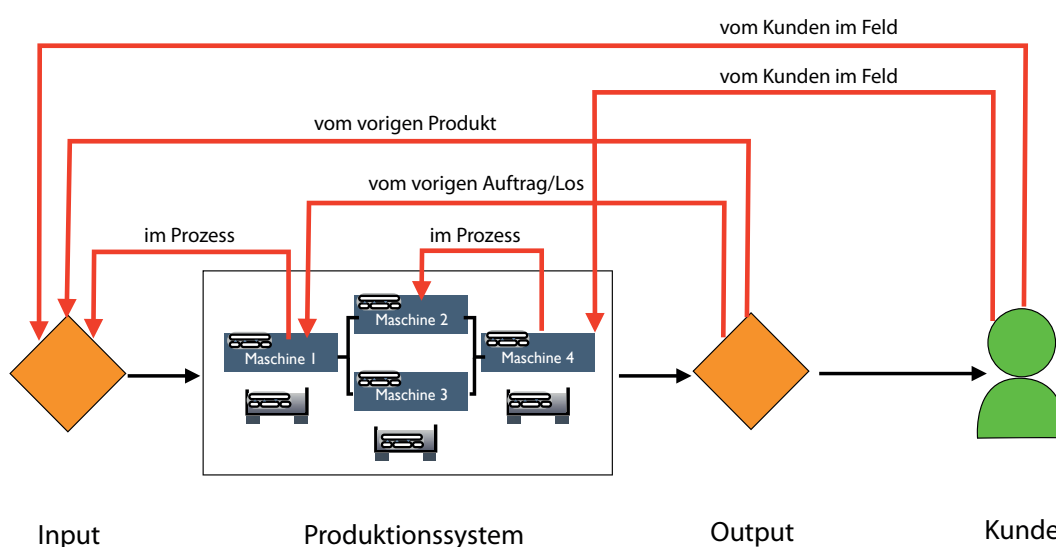 vom Kunden im Feld
vom Kunden im Feld
vom vorigen Produkt
vom vorigen Auftrag/Los
im Prozess
im Prozess
Maschine 2
Maschine 1
Maschine 4
Maschine 3
Input
Produktionssystem
Output
Kunde